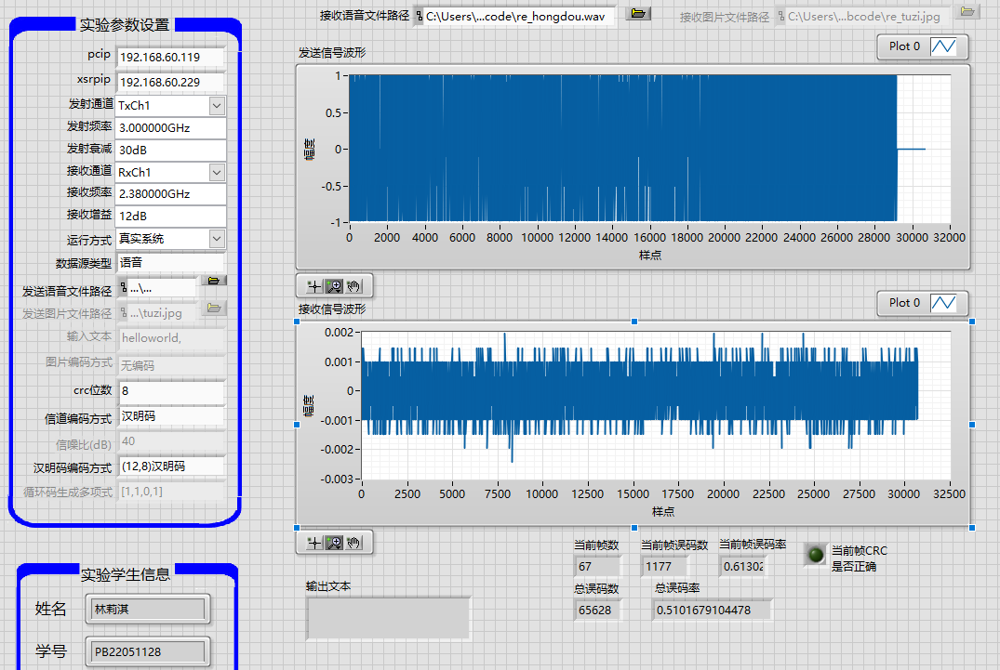 实验参数设置
pcip 192.168.60.119
xsrpip 192.168.60.229
发射通道 TxCh1
发射频率 3.000000GHz
发射衰减 30dB
接收通道 RxCh1
接收频率 2.380000GHz
接收增益 12dB
运行方式 真实系统
数据源类型 语音
发送语音文件路径 ...\...
发送图片文件路径 ...\tuzi.jpg
输入文本 helloworld,
图片编码方式 无编码
crc位数 8
信道编码方式 汉明码
信噪比(dB) 40
汉明码编码方式 (12,8)汉明码
循环码生成多项式 [1,1,0,1]
实验学生信息
姓名 林莉淇
学号 PB22051128
接收语音文件路径 C:\Users\...code\re_hongdou.wav 接收图片文件路径 C:\Users\...bcode\re_tuzi.jpg
发送信号波形 Plot 0
幅度
1
0.5
0
-0.5
-1
0 2000 4000 6000 8000 10000 12000 14000 16000 18000 20000 22000 24000 26000 28000 30000 32000
样点
接收信号波形 Plot 0
幅度
0.002
0.001
0
-0.001
-0.002
-0.003
0 2500 5000 7500 10000 12500 15000 17500 20000 22500 25000 27500 30000 32500
样点
输出文本
当前帧数 当前帧误码数 当前帧误码率
67 1177 0.61302
当前帧CRC
是否正确
总误码数 总误码率
65628 0.5101679104478